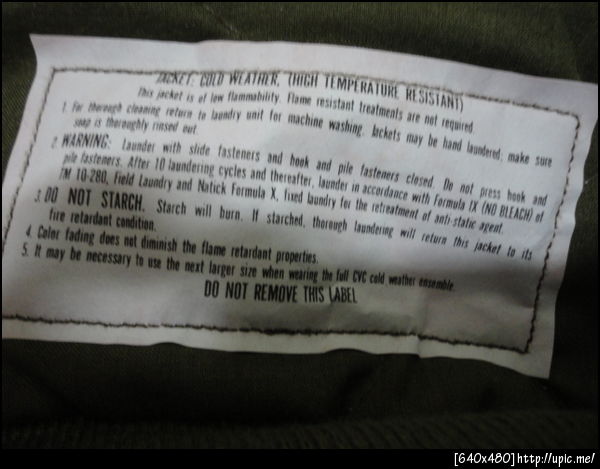 JACKET: COLD WEATHER, (HIGH TEMPERATURE RESISTANT)
This jacket is of low flammability. Flame resistant treatments are not required.
1. For thorough cleaning return to laundry unit for machine washing. Jackets may be hand laundered; make sure
soap is thoroughly rinsed out.
2. WARNING: Launder with slide fasteners and hook and pile fasteners closed. Do not press hook and
pile fasteners. After 10 laundering cycles and thereafter, launder in accordance with Formula IX (NO BLEACH) of
TM 10-280, Field Laundry and Natick Formula X, fixed laundry for the retreatment of anti-static agent.
3. DO NOT STARCH. Starch will burn. If starched, thorough laundering will return this jacket to its
fire retardant condition.
4. Color fading does not diminish the flame retardant properties.
5. It may be necessary to use the next larger size when wearing the full CVC cold weather ensemble.
DO NOT REMOVE THIS LABEL
[640x480]http://upic.me/